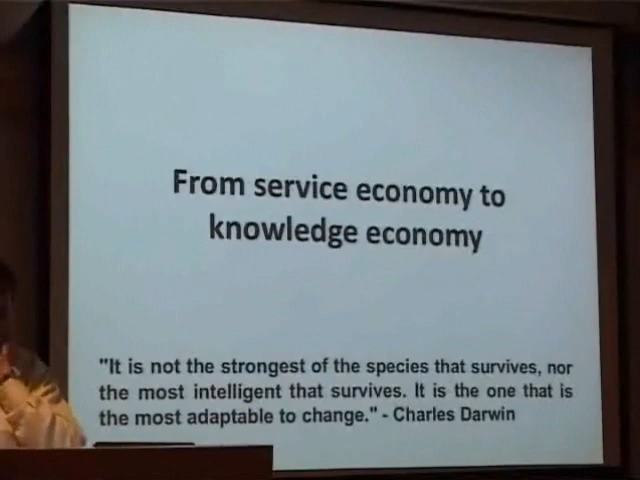 From service economy to
knowledge economy
"It is not the strongest of the species that survives, nor
the most intelligent that survives. It is the one that is
the most adaptable to change." - Charles Darwin